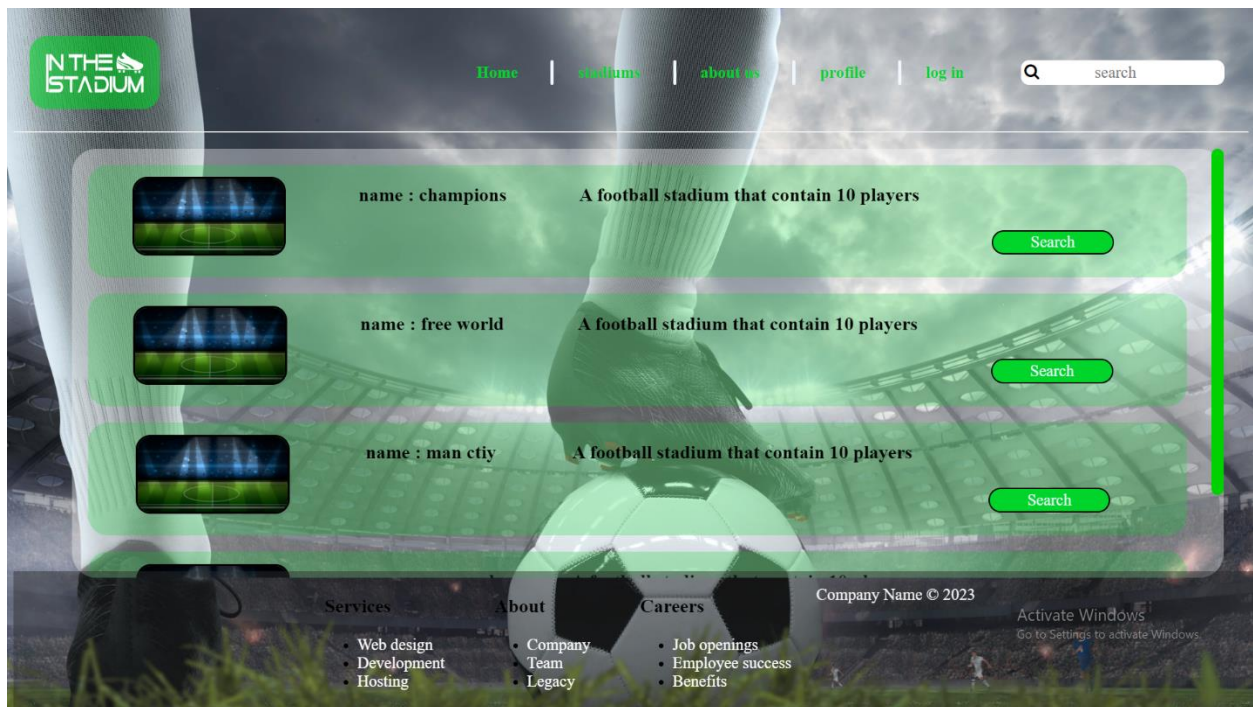 IN THE
STADIUM
Home
stadiums
about us
profile
log in
search
name : champions
A football stadium that contain 10 players
Search
name : free world
A football stadium that contain 10 players
Search
name : man ctiy
A football stadium that contain 10 players
Search
Services
Web design
Development
Hosting
About
Company
Team
Legacy
Careers
Job openings
Employee success
Benefits
Company Name © 2023
Activate Windows
Go to Settings to activate Windows.